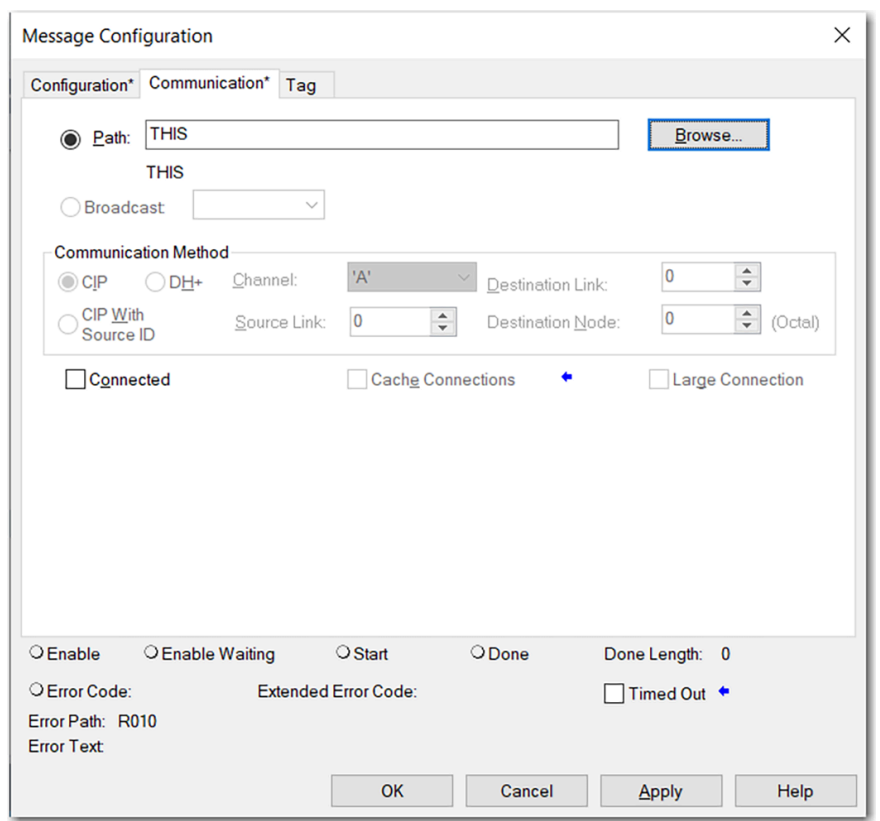 Message Configuration
Configuration* Communication* Tag
Path: THIS Browse...
THIS
Broadcast:
Communication Method
CIP DH+ Channel: 'A' Destination Link: 0
CIP With Source ID Source Link: 0 Destination Node: 0 (Octal)
Connected Cache Connections Large Connection
Enable Enable Waiting Start Done Done Length: 0
Error Code: Extended Error Code: Timed Out
Error Path: R010
Error Text:
OK Cancel Apply Help